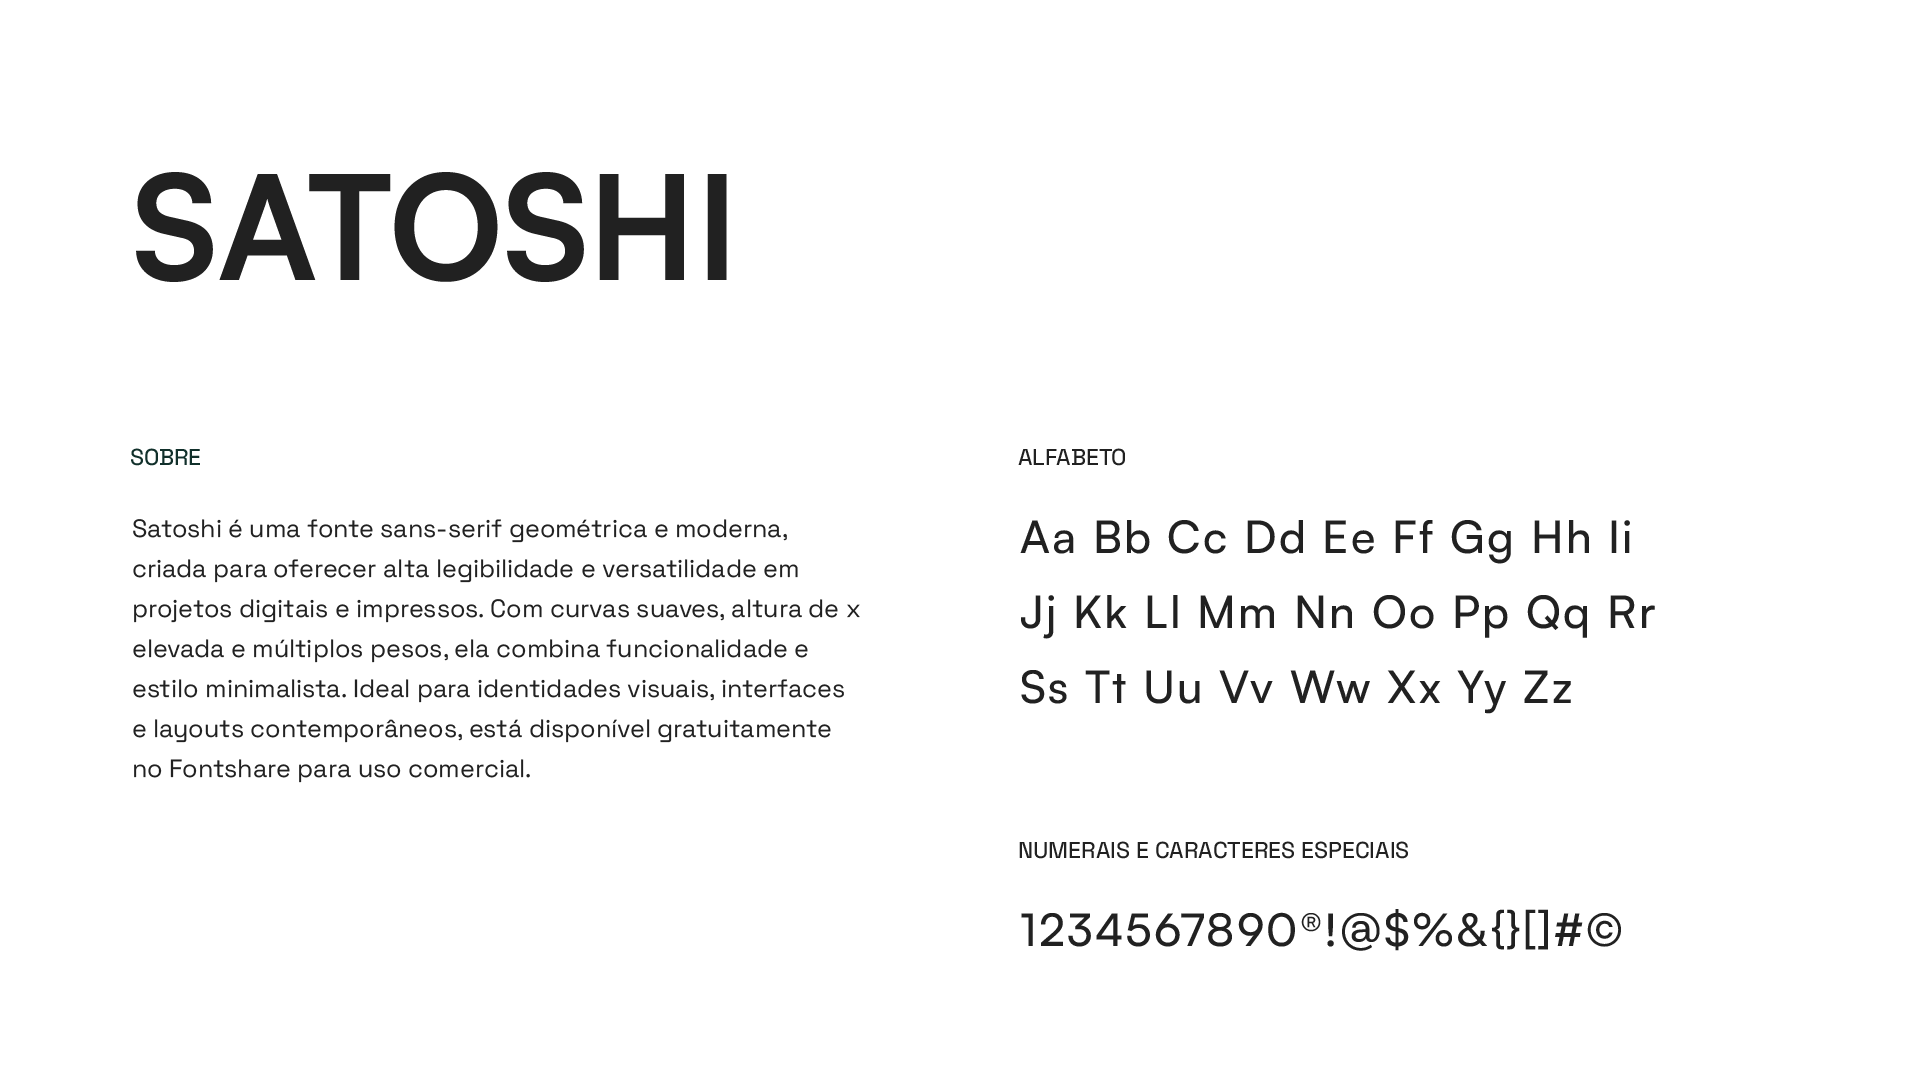 SATOSHI
SOBRE
Satoshi é uma fonte sans-serif geométrica e moderna,
criada para oferecer alta legibilidade e versatilidade em
projetos digitais e impressos. Com curvas suaves, altura de x
elevada e múltiplos pesos, ela combina funcionalidade e
estilo minimalista. Ideal para identidades visuais, interfaces
e layouts contemporâneos, está disponível gratuitamente
no Fontshare para uso comercial.
ALFABETO
Aa Bb Cc Dd Ee Ff Gg Hh Ii
Jj Kk Ll Mm Nn Oo Pp Qq Rr
Ss Tt Uu Vv Ww Xx Yy Zz
NUMERAIS E CARACTERES ESPECIAIS
1234567890®!@$%&{}[]#©